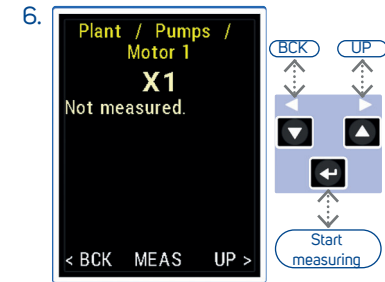 6.
Plant / Pumps /
Motor 1
X1
Not measured.
< BCK MEAS UP >
BCK UP
Start
measuring